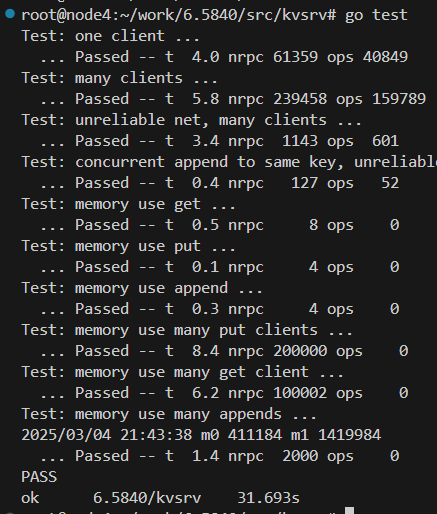 root@node4:~/work/6.5840/src/kvsrv# go test
Test: one client ...
... Passed -- t 4.0 nrpc 61359 ops 40849
Test: many clients ...
... Passed -- t 5.8 nrpc 239458 ops 159789
Test: unreliable net, many clients ...
... Passed -- t 3.4 nrpc 1143 ops 601
Test: concurrent append to same key, unreliabl
... Passed -- t 0.4 nrpc 127 ops 52
Test: memory use get ...
... Passed -- t 0.5 nrpc 8 ops 0
Test: memory use put ...
... Passed -- t 0.1 nrpc 4 ops 0
Test: memory use append ...
... Passed -- t 0.3 nrpc 4 ops 0
Test: memory use many put clients ...
... Passed -- t 8.4 nrpc 200000 ops 0
Test: memory use many get client ...
... Passed -- t 6.2 nrpc 100002 ops 0
Test: memory use many appends ...
2025/03/04 21:43:38 m0 411184 m1 1419984
... Passed -- t 1.4 nrpc 2000 ops 0
PASS
ok 6.5840/kvsrv 31.693s